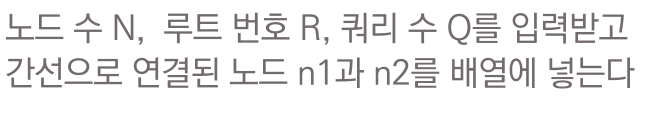 노드 수 N, 루트 번호 R, 쿼리 수 Q를 입력받고
간선으로 연결된 노드 n1과 n2를 배열에 넣는다